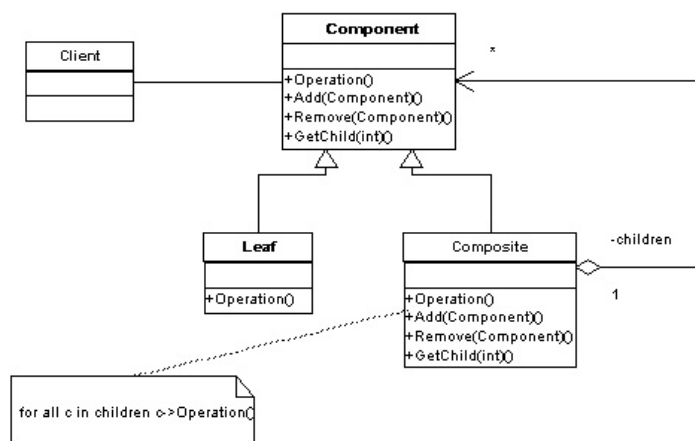 Component
*
Client
+Operation()
+Add(Component)()
+Remove(Component)()
+GetChild(int)()
Leaf
Composite
-children
+Operation()
+Operation()
1
+Add(Component)()
+Remove(Component)()
+GetChild(int)()
for all c in children c->Operation()